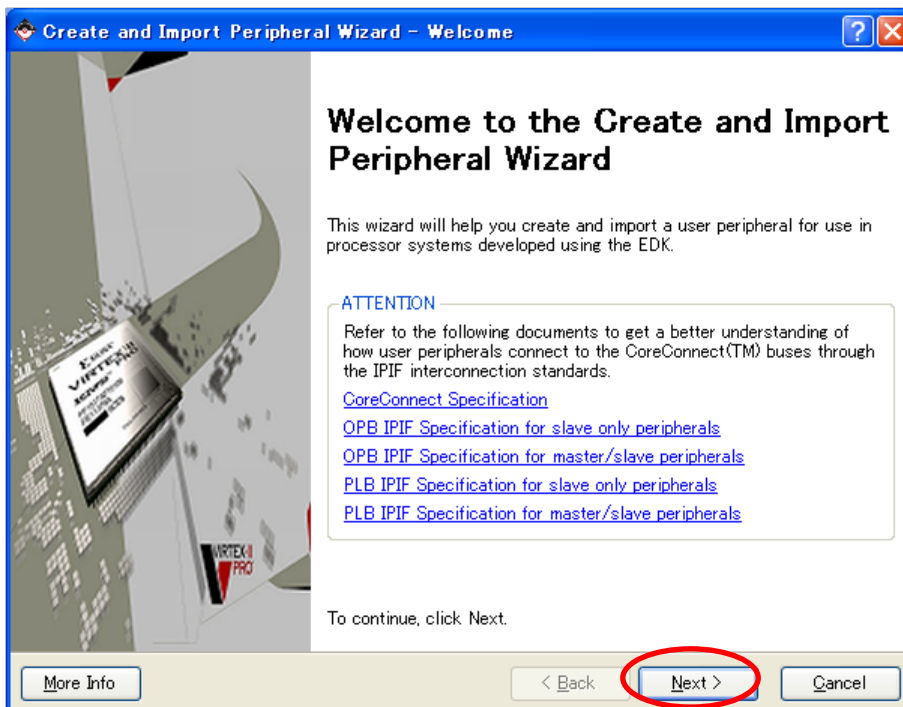 Create and Import Peripheral Wizard - Welcome
Welcome to the Create and Import
Peripheral Wizard
This wizard will help you create and import a user peripheral for use in
processor systems developed using the EDK.
ATTENTION
Refer to the following documents to get a better understanding of
how user peripherals connect to the CoreConnect(TM) buses through
the IPIF interconnection standards.
CoreConnect Specification
OPB IPIF Specification for slave only peripherals
OPB IPIF Specification for master/slave peripherals
PLB IPIF Specification for slave only peripherals
PLB IPIF Specification for master/slave peripherals
VIRTEX-II
PRO
To continue, click Next.
More Info
< Back
Next >
Cancel